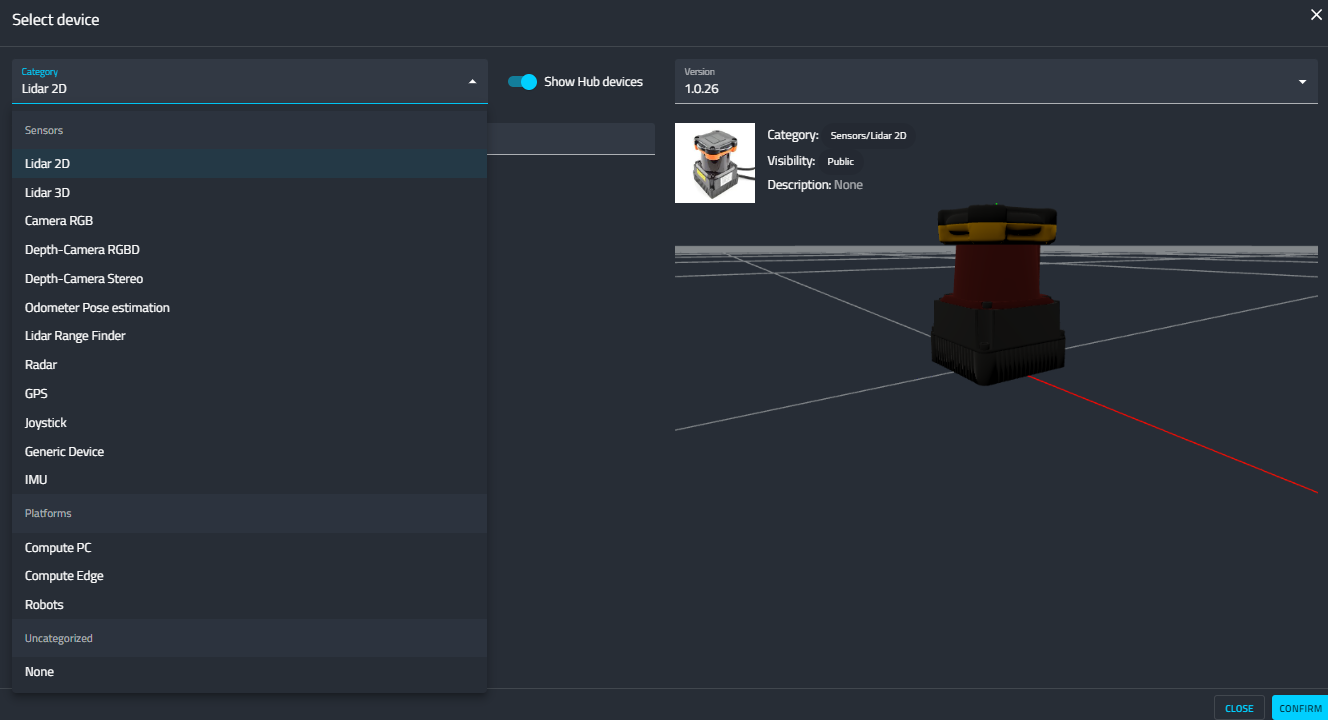 Select device
Category
Lidar 2D
Show Hub devices
Version
1.0.26
Sensors
Lidar 2D
Lidar 3D
Camera RGB
Depth-Camera RGBD
Depth-Camera Stereo
Odometer Pose estimation
Lidar Range Finder
Radar
GPS
Joystick
Generic Device
IMU
Platforms
Compute PC
Compute Edge
Robots
Uncategorized
None
Category: Sensors/Lidar 2D
Visibility: Public
Description: None
CLOSE
CONFIRM